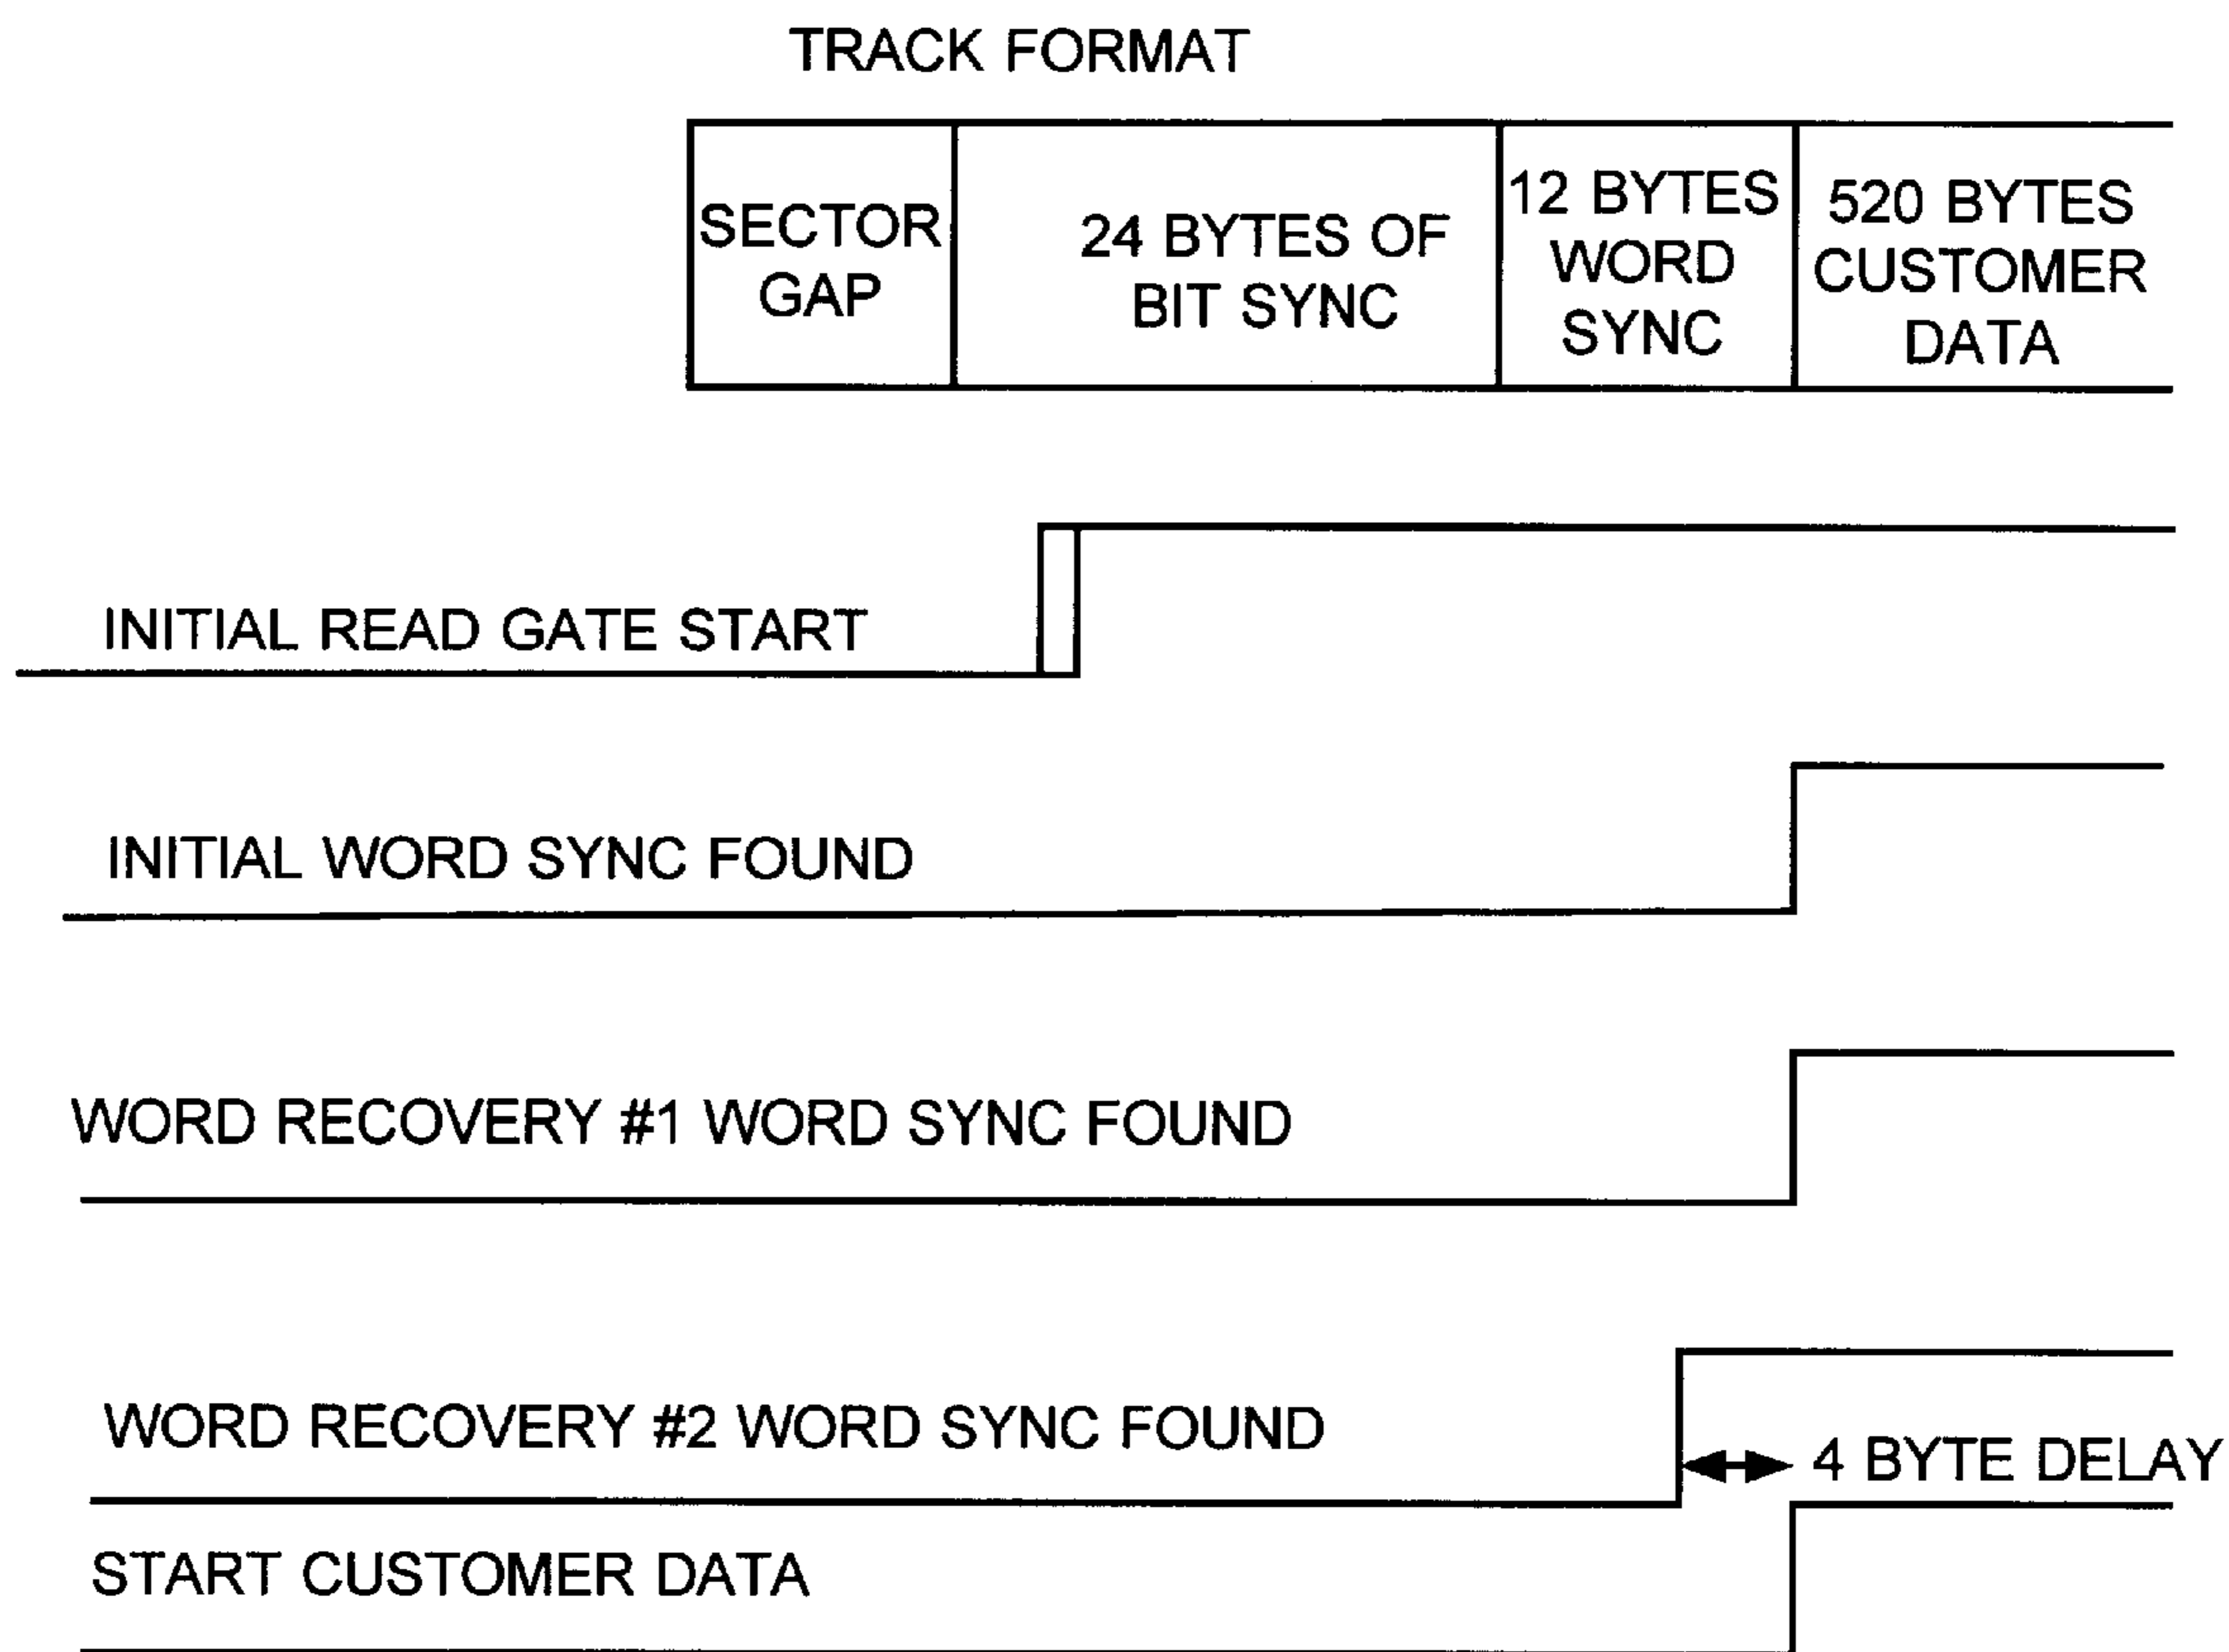 TRACK FORMAT
SECTOR
GAP
24 BYTES OF
BIT SYNC
12 BYTES
WORD
SYNC
520 BYTES
CUSTOMER
DATA
INITIAL READ GATE START
INITIAL WORD SYNC FOUND
WORD RECOVERY #1 WORD SYNC FOUND
WORD RECOVERY #2 WORD SYNC FOUND
4 BYTE DELAY
START CUSTOMER DATA